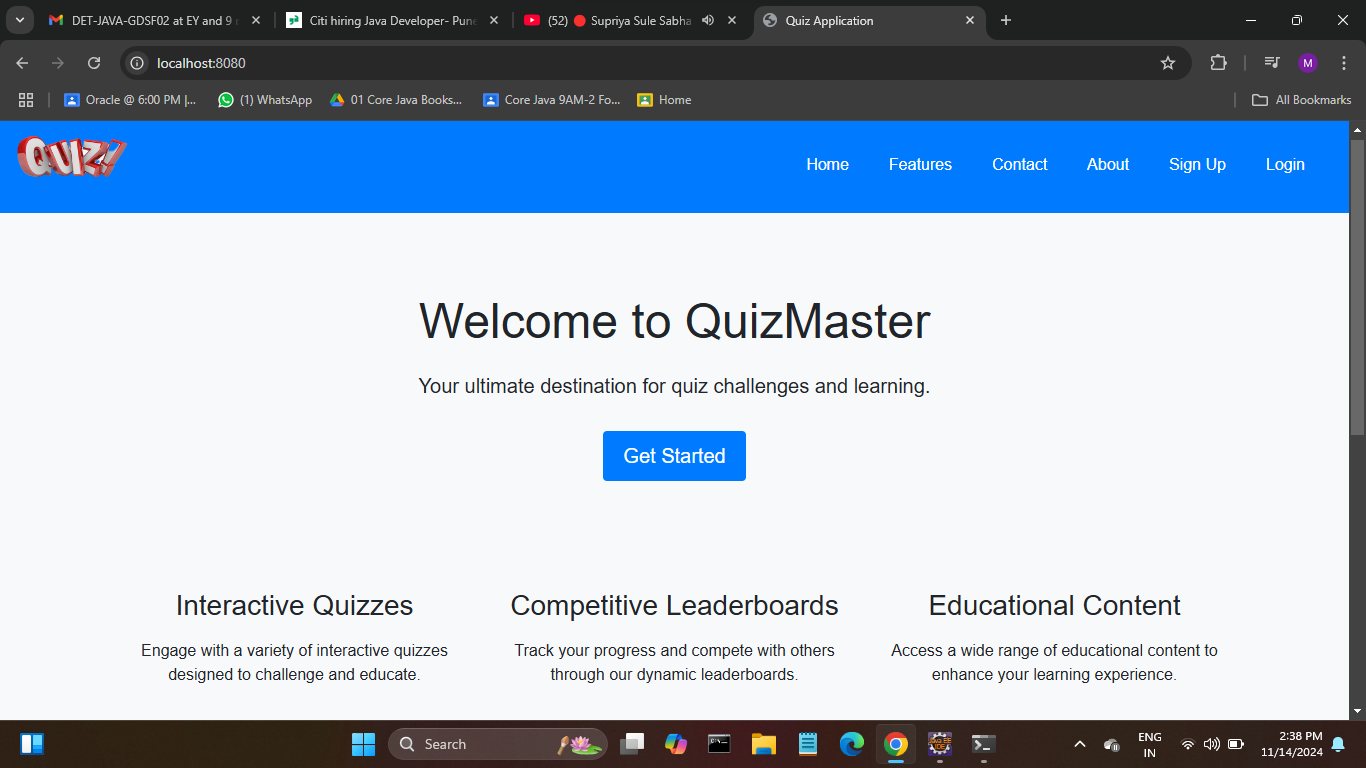 DET-JAVA-GDSF02 at EY and 9
Citi hiring Java Developer- Pune
(52) 🔴 Supriya Sule Sabha
Quiz Application
localhost:8080
M
Oracle @ 6:00 PM |...
(1) WhatsApp
01 Core Java Books...
Core Java 9AM-2 Fo...
Home
All Bookmarks
QUIZ!
Home
Features
Contact
About
Sign Up
Login
Welcome to QuizMaster
Your ultimate destination for quiz challenges and learning.
Get Started
Interactive Quizzes
Engage with a variety of interactive quizzes
designed to challenge and educate.
Competitive Leaderboards
Track your progress and compete with others
through our dynamic leaderboards.
Educational Content
Access a wide range of educational content to
enhance your learning experience.
Search
ENG
IN
2:38 PM
11/14/2024